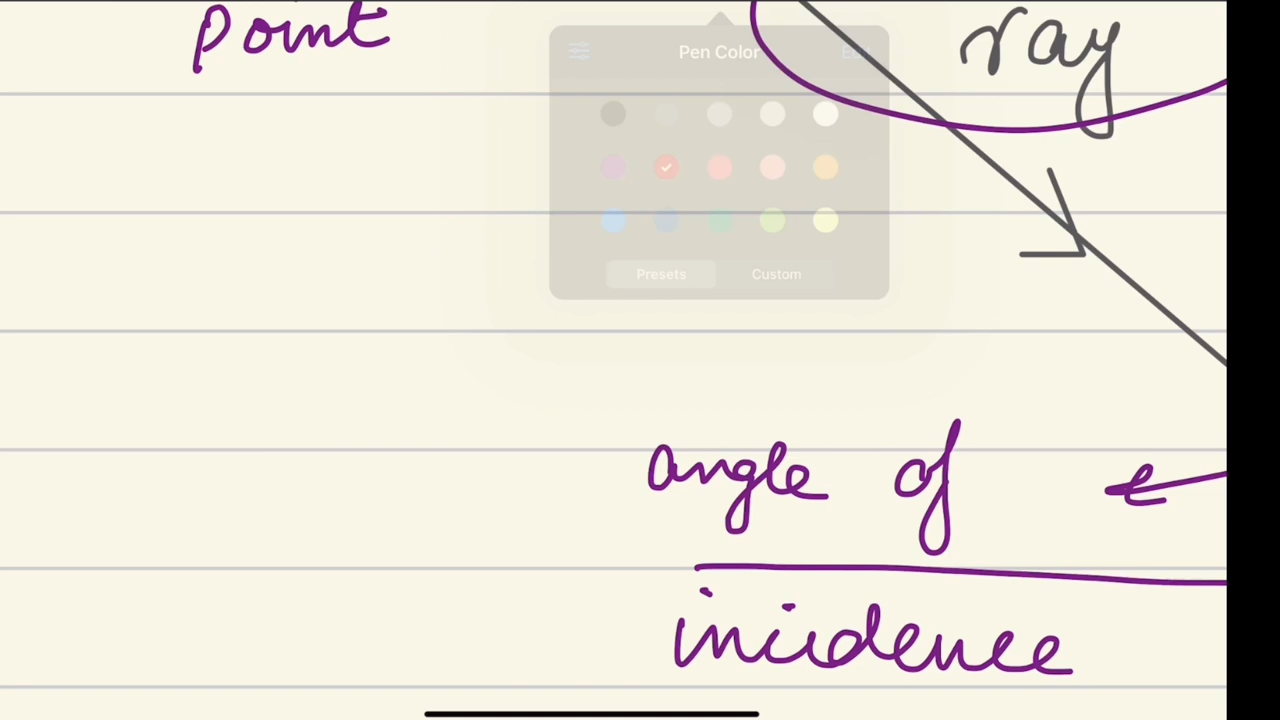 point
ray
Pen Color
Presets Custom
angle of
incidence